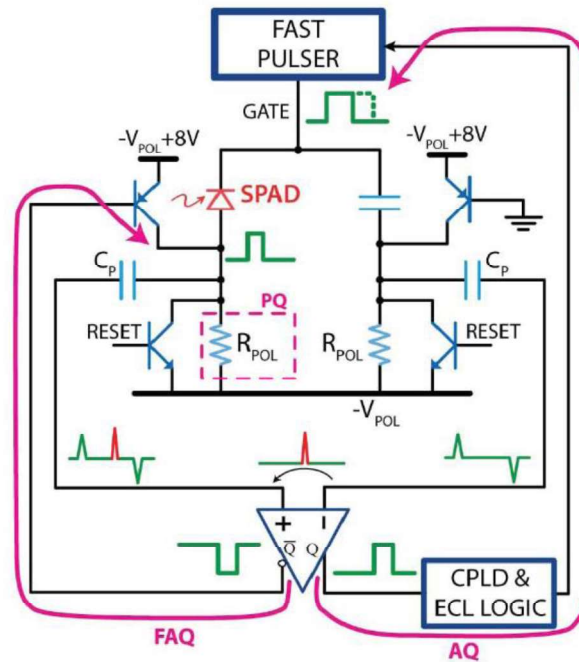 FAST
PULSER
GATE
-VPOL+8V
-VPOL+8V
SPAD
CP
CP
PQ
RESET
RPOL
RPOL
RESET
-VPOL
+
-
Q̅
Q
CPLD &
ECL LOGIC
FAQ
AQ